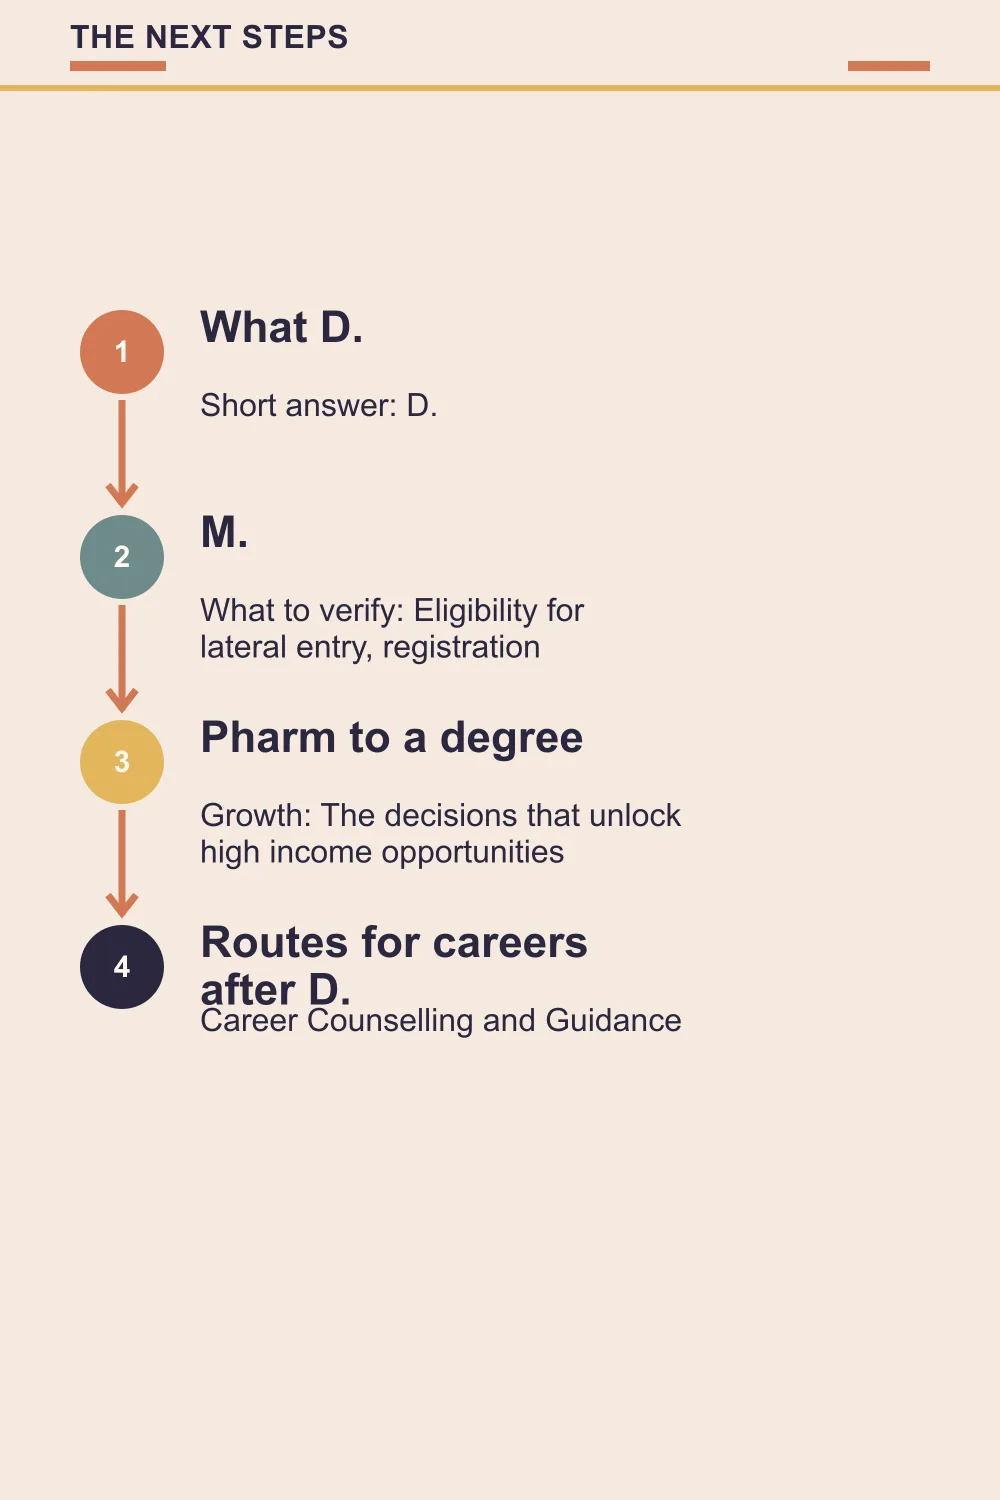 THE NEXT STEPS
1
What D.
Short answer: D.
2
M.
What to verify: Eligibility for
lateral entry, registration
3
Pharm to a degree
Growth: The decisions that unlock
high income opportunities
4
Routes for careers
after D.
Career Counselling and Guidance